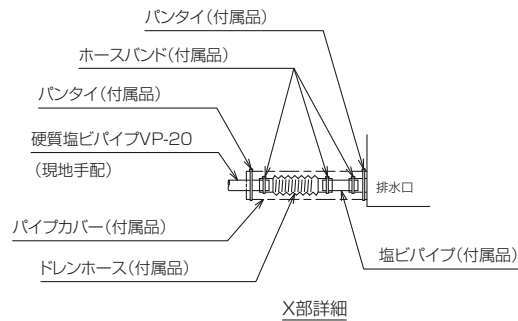 パンタイ(付属品)
ホースバンド(付属品)
パンタイ(付属品)
硬質塩ビパイプVP-20
(現地手配)
排水口
パイプカバー(付属品)
塩ビパイプ(付属品)
ドレンホース(付属品)
X部詳細